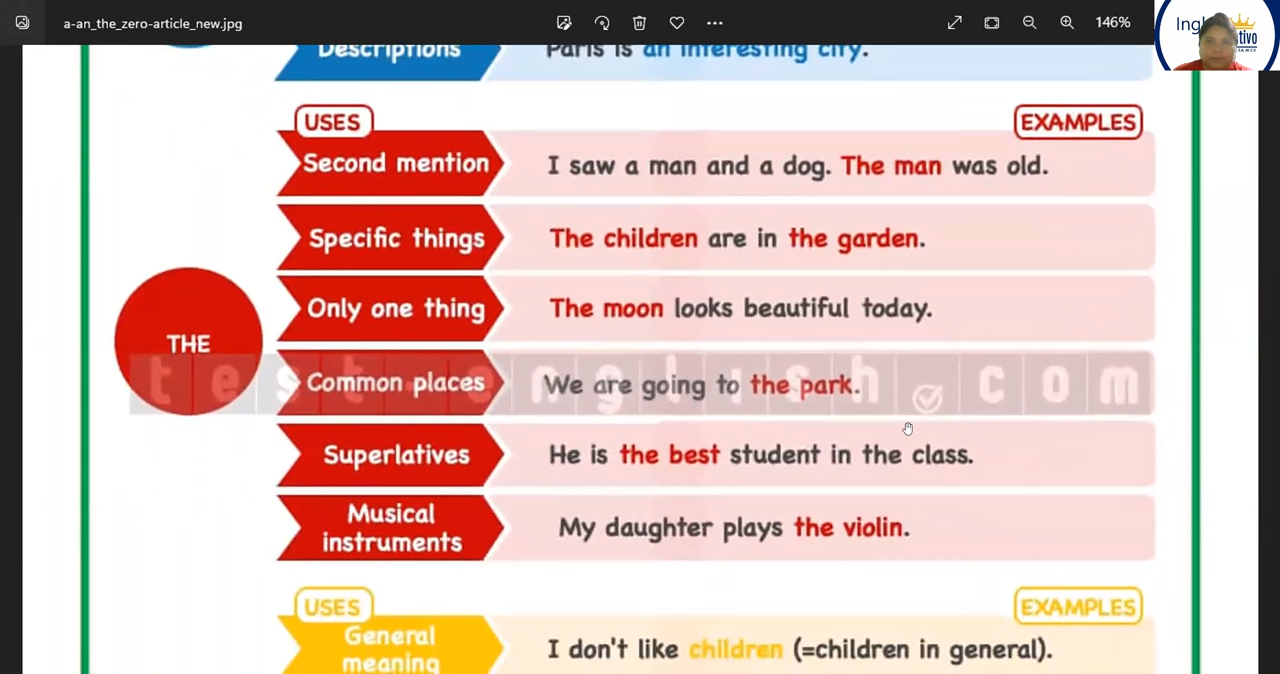 a-an_the_zero-article_new.jpg
146%
Descriptions
Paris is an interesting city.
USES
EXAMPLES
Second mention
I saw a man and a dog. The man was old.
Specific things
The children are in the garden.
Only one thing
The moon looks beautiful today.
THE
Common places
We are going to the park.
test-english.com
Superlatives
He is the best student in the class.
Musical
instruments
My daughter plays the violin.
USES
EXAMPLES
General
meaning
I don't like children (=children in general).